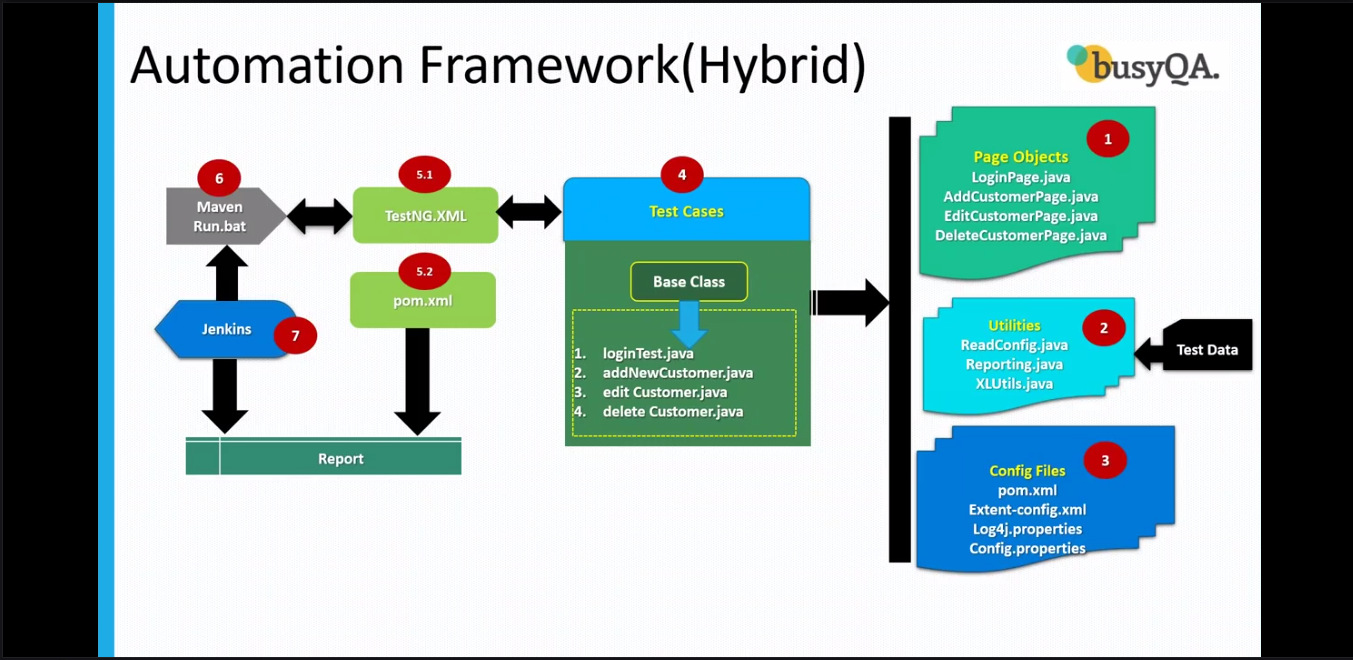 Automation Framework(Hybrid)
busyQA.
6
Maven
Run.bat
5.1
TestNG.XML
5.2
pom.xml
Jenkins
7
Report
4
Test Cases
Base Class
1. loginTest.java
2. addNewCustomer.java
3. edit Customer.java
4. delete Customer.java
1
Page Objects
LoginPage.java
AddCustomerPage.java
EditCustomerPage.java
DeleteCustomerPage.java
2
Utilities
ReadConfig.java
Reporting.java
XLUtils.java
Test Data
3
Config Files
pom.xml
Extent-config.xml
Log4j.properties
Config.properties